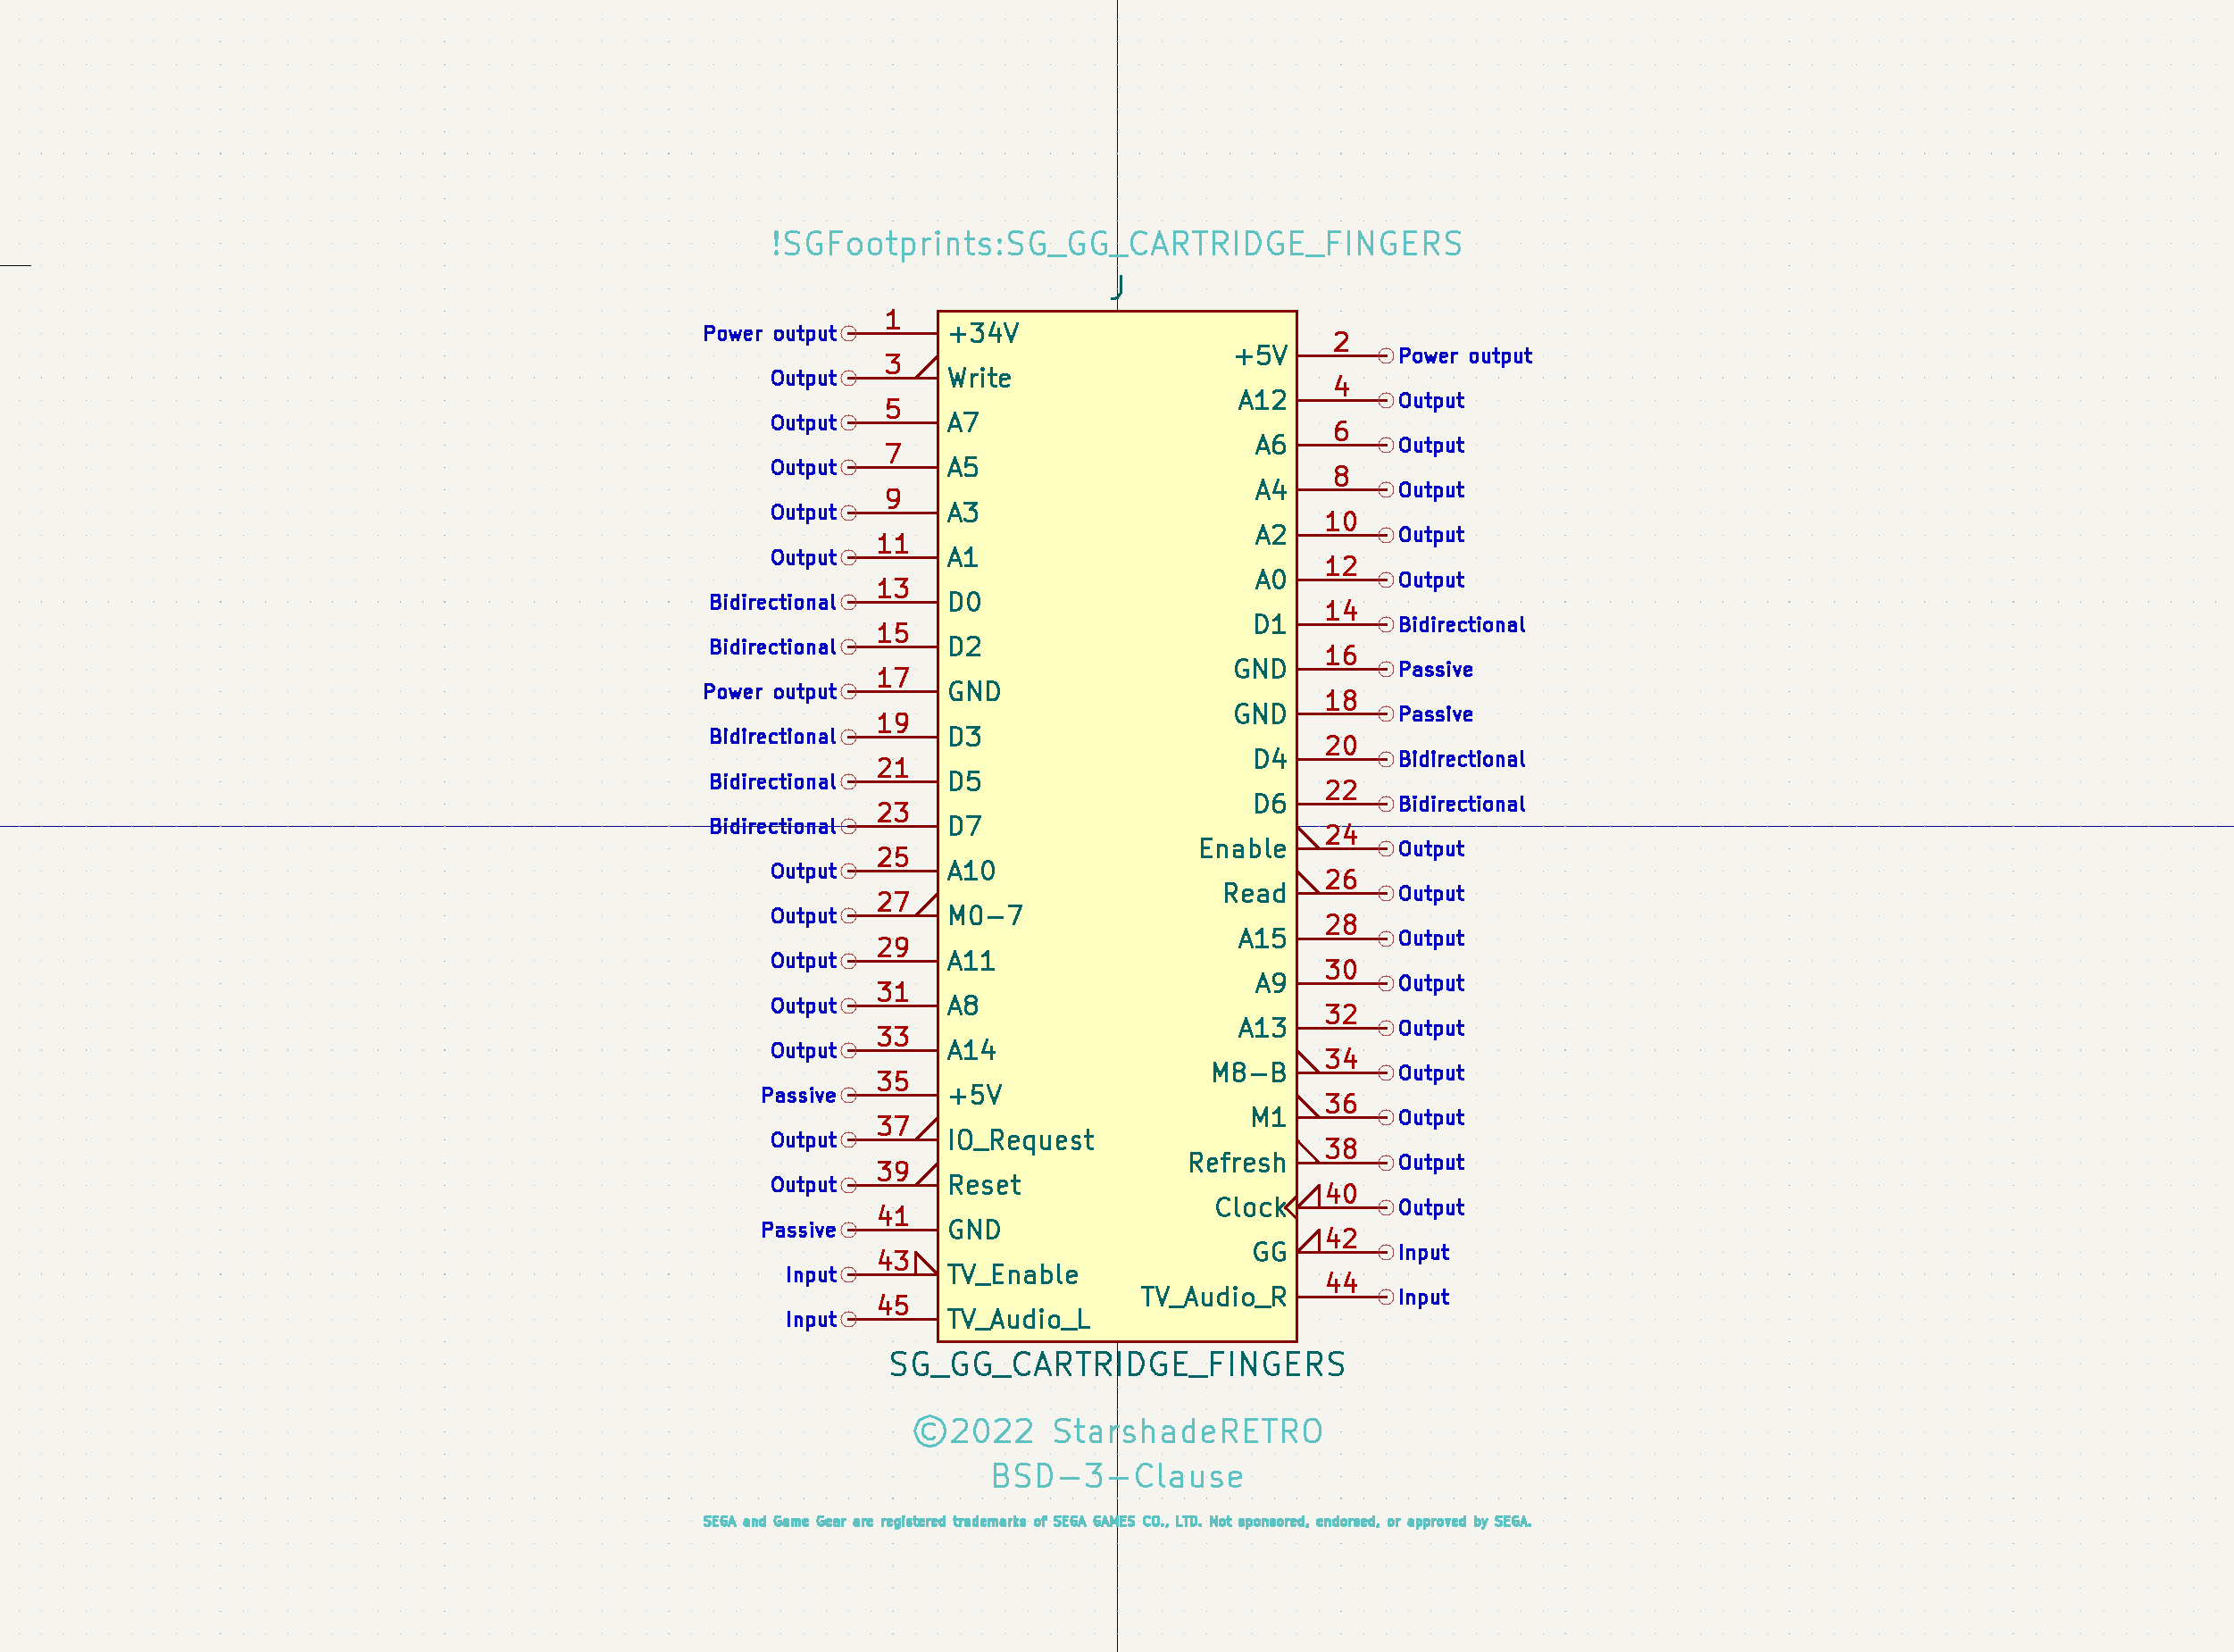 !SGFootprints:SG_GG_CARTRIDGE_FINGERS
J
Power output 1 +34V
+5V 2 Power output
Output 3 Write
A12 4 Output
Output 5 A7
A6 6 Output
Output 7 A5
A4 8 Output
Output 9 A3
A2 10 Output
Output 11 A1
A0 12 Output
Bidirectional 13 D0
D1 14 Bidirectional
Bidirectional 15 D2
GND 16 Passive
Power output 17 GND
GND 18 Passive
Bidirectional 19 D3
D4 20 Bidirectional
Bidirectional 21 D5
D6 22 Bidirectional
Bidirectional 23 D7
Enable 24 Output
Output 25 A10
Read 26 Output
Output 27 M0-7
A15 28 Output
Output 29 A11
A9 30 Output
Output 31 A8
A13 32 Output
Output 33 A14
M8-B 34 Output
Passive 35 +5V
M1 36 Output
Output 37 IO_Request
Refresh 38 Output
Output 39 Reset
Clock 40 Output
Passive 41 GND
GG 42 Input
Input 43 TV_Enable
TV_Audio_R 44 Input
Input 45 TV_Audio_L
SG_GG_CARTRIDGE_FINGERS
©2022 StarshadeRETRO
BSD-3-Clause
SEGA and Game Gear are registered trademarks of SEGA GAMES CO., LTD. Not sponsored, endorsed, or approved by SEGA.